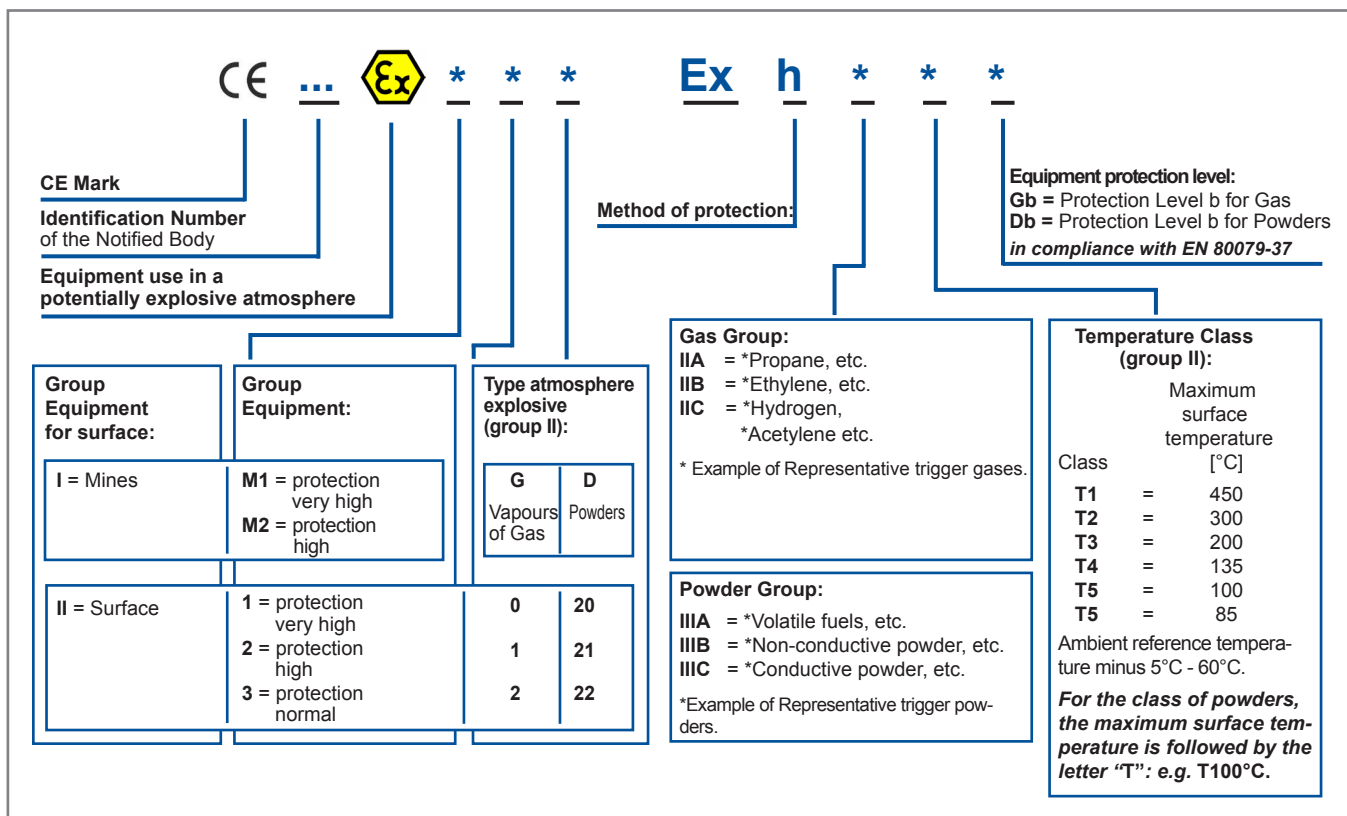 CE ... Ex * * * Ex h * * *
CE Mark
Identification Number
of the Notified Body
Equipment use in a
potentially explosive atmosphere
Method of protection:
Equipment protection level:
Gb = Protection Level b for Gas
Db = Protection Level b for Powders
in compliance with EN 80079-37
Group
Equipment
for surface:
Group
Equipment:
Type atmosphere
explosive
(group II):
I = Mines
M1 = protection
very high
M2 = protection
high
G D
Vapours Powders
of Gas
II = Surface
1 = protection
very high
2 = protection
high
3 = protection
normal
0 20
1 21
2 22
Gas Group:
IIA = *Propane, etc.
IIB = *Ethylene, etc.
IIC = *Hydrogen,
*Acetylene etc.
* Example of Representative trigger gases.
Powder Group:
IIIA = *Volatile fuels, etc.
IIIB = *Non-conductive powder, etc.
IIIC = *Conductive powder, etc.
*Example of Representative trigger pow-
ders.
Temperature Class
(group II):
Maximum
surface
temperature
Class [°C]
T1 = 450
T2 = 300
T3 = 200
T4 = 135
T5 = 100
T5 = 85
Ambient reference tempera-
ture minus 5°C - 60°C.
For the class of powders,
the maximum surface tem-
perature is followed by the
letter “T”: e.g. T100°C.